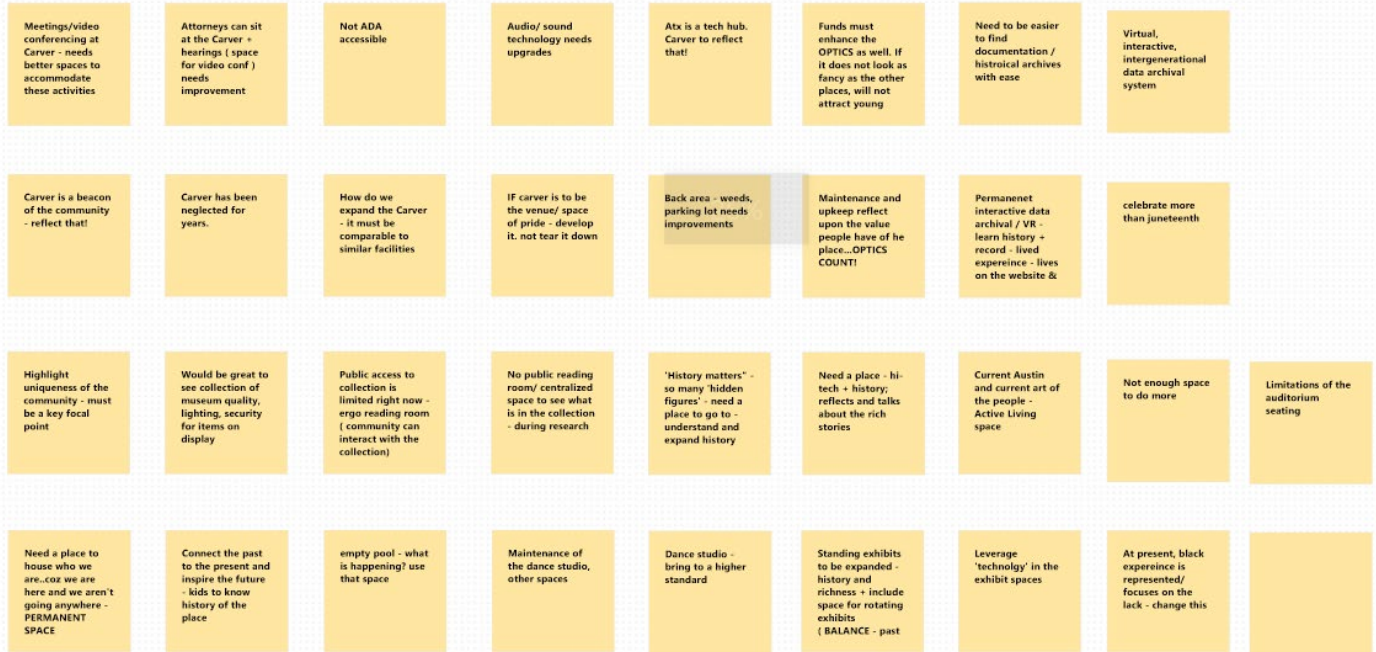 Meetings/video
conferencing at
Carver - needs
better spaces to
accommodate
these activities
Attorneys can sit
at the Carver +
hearings ( space
for video conf )
needs
improvement
Not ADA
accessible
Audio/ sound
technology needs
upgrades
Atx is a tech hub.
Carver to reflect
that!
Funds must
enhance the
OPTICS as well. If
it does not look as
fancy as the other
places, will not
attract young
Need to be easier
to find
documentation /
histroical archives
with ease
Virtual,
interactive,
intergenerational
data archival
system
Carver is a beacon
of the community
- reflect that!
Carver has been
neglected for
years.
How do we
expand the Carver
- it must be
comparable to
similar facilities
IF carver is to be
the venue/ space
of pride - develop
it. not tear it down
Back area - weeds,
parking lot needs
improvements
Maintenance and
upkeep reflect
upon the value
people have of he
place...OPTICS
COUNT!
Permanenet
interactive data
archival / VR -
learn history +
record - lived
expereince - lives
on the website &
celebrate more
than juneteenth
Highlight
uniqueness of the
community - must
be a key focal
point
Would be great to
see collection of
museum quality,
lighting, security
for items on
display
Public access to
collection is
limited right now -
ergo reading room
( community can
interact with the
collection)
No public reading
room/ centralized
space to see what
is in the collection
- during research
'History matters" -
so many 'hidden
figures' - need a
place to go to -
understand and
expand history
Need a place - hi-
tech + history;
reflects and talks
about the rich
stories
Current Austin
and current art of
the people -
Active Living
space
Not enough space
to do more
Limitations of the
auditorium
seating
Need a place to
house who we
are..coz we are
here and we aren't
going anywhere -
PERMANENT
SPACE
Connect the past
to the present and
inspire the future
- kids to know
history of the
place
empty pool - what
is happening? use
that space
Maintenance of
the dance studio,
other spaces
Dance studio -
bring to a higher
standard
Standing exhibits
to be expanded -
history and
richness + include
space for rotating
exhibits
( BALANCE - past
Leverage
'technolgy' in the
exhibit spaces
At present, black
expereince is
represented/
focuses on the
lack - change this